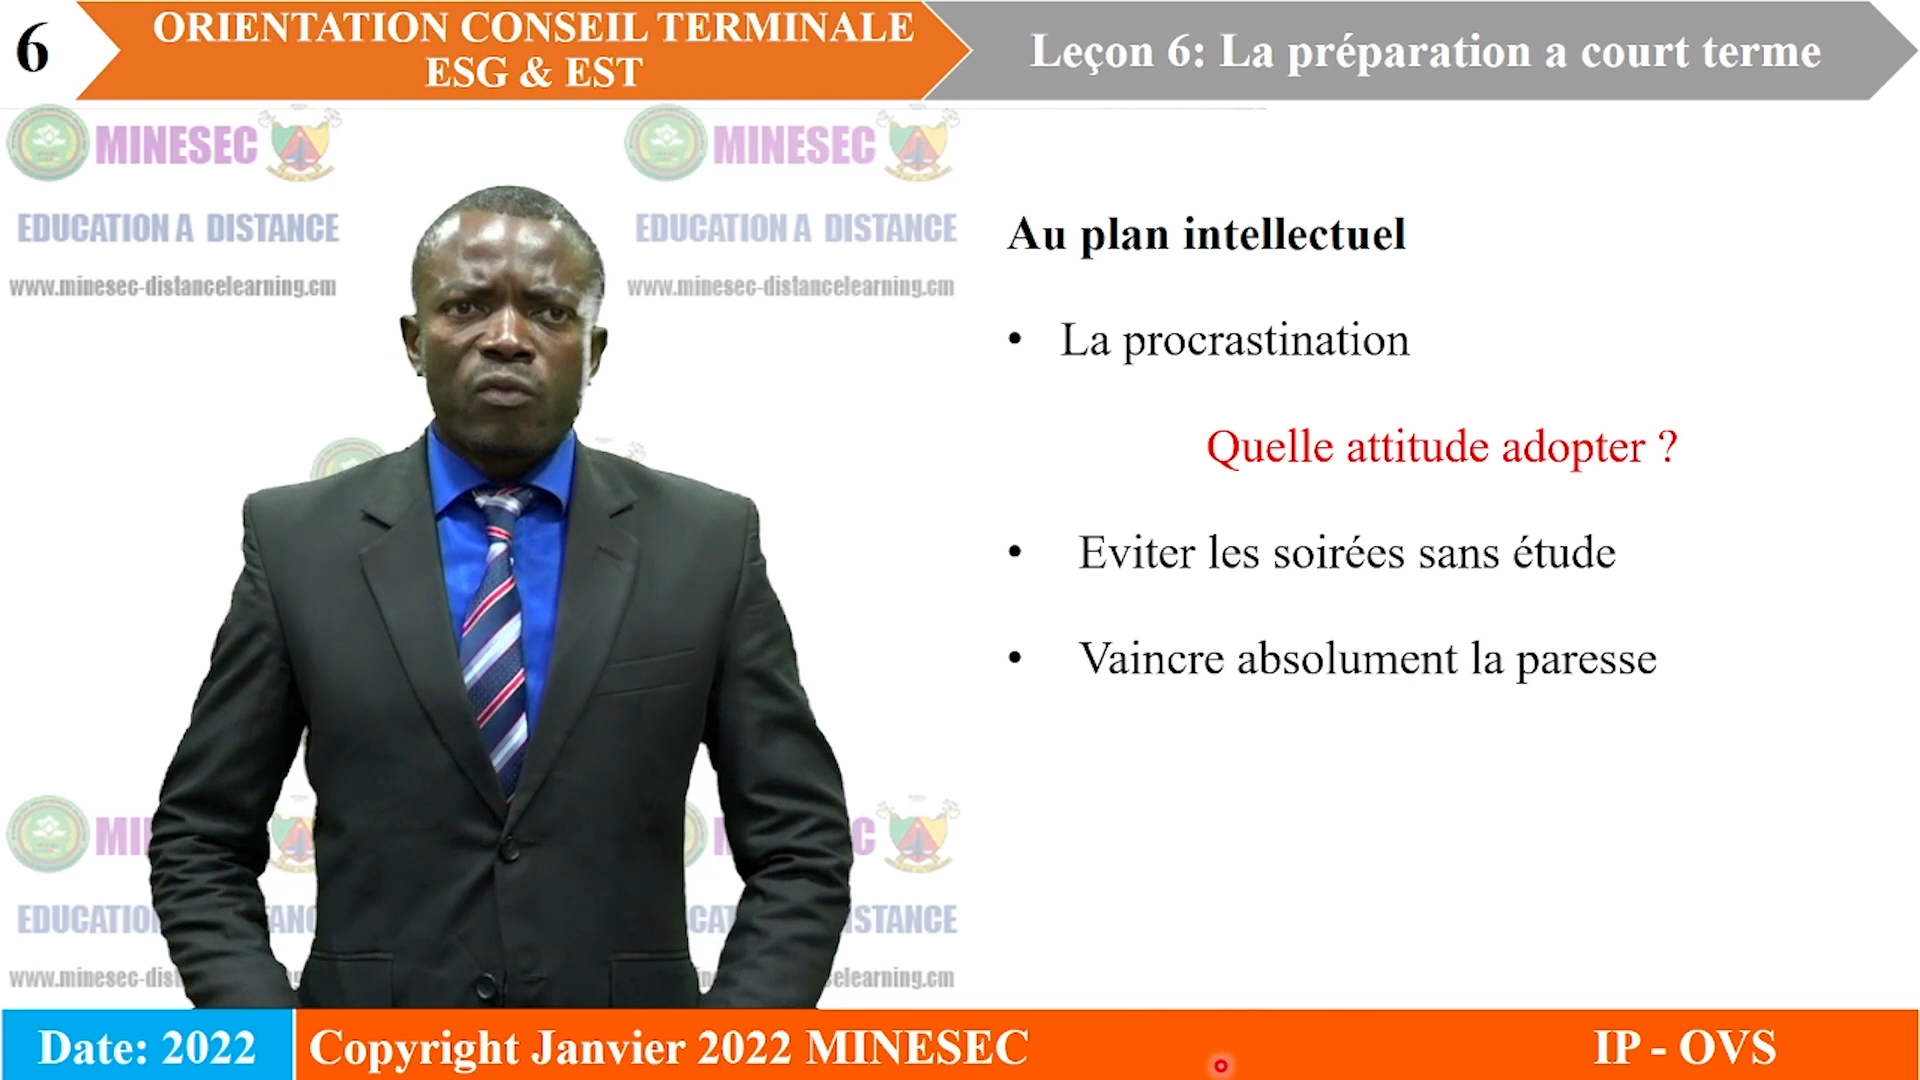 6
ORIENTATION CONSEIL TERMINALE
ESG & EST
Leçon 6: La préparation a court terme
MINESEC
EDUCATION A DISTANCE
www.minesec-distancelearning.cm
MINESEC
EDUCATION A DISTANCE
www.minesec-distancelearning.cm
Au plan intellectuel
• La procrastination
Quelle attitude adopter ?
• Eviter les soirées sans étude
• Vaincre absolument la paresse
Date: 2022
Copyright Janvier 2022 MINESEC
IP - OVS